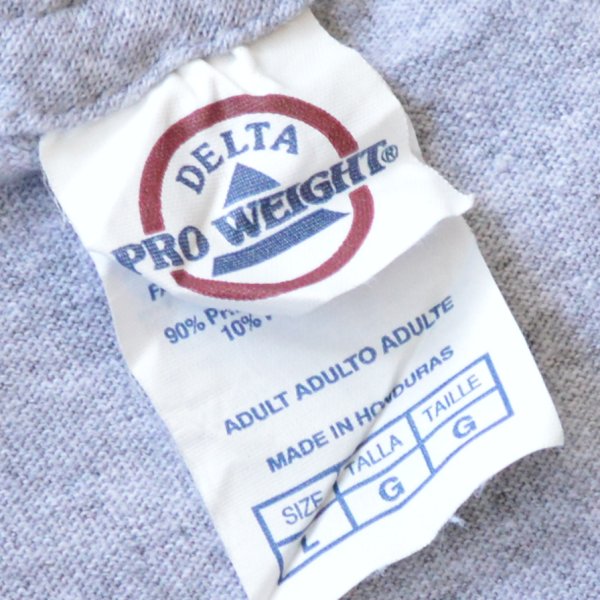 DELTA
PRO WEIGHT®
90%
10%
ADULT ADULTO ADULTE
MADE IN HONDURAS
SIZE TALLA TAILLE
L G G